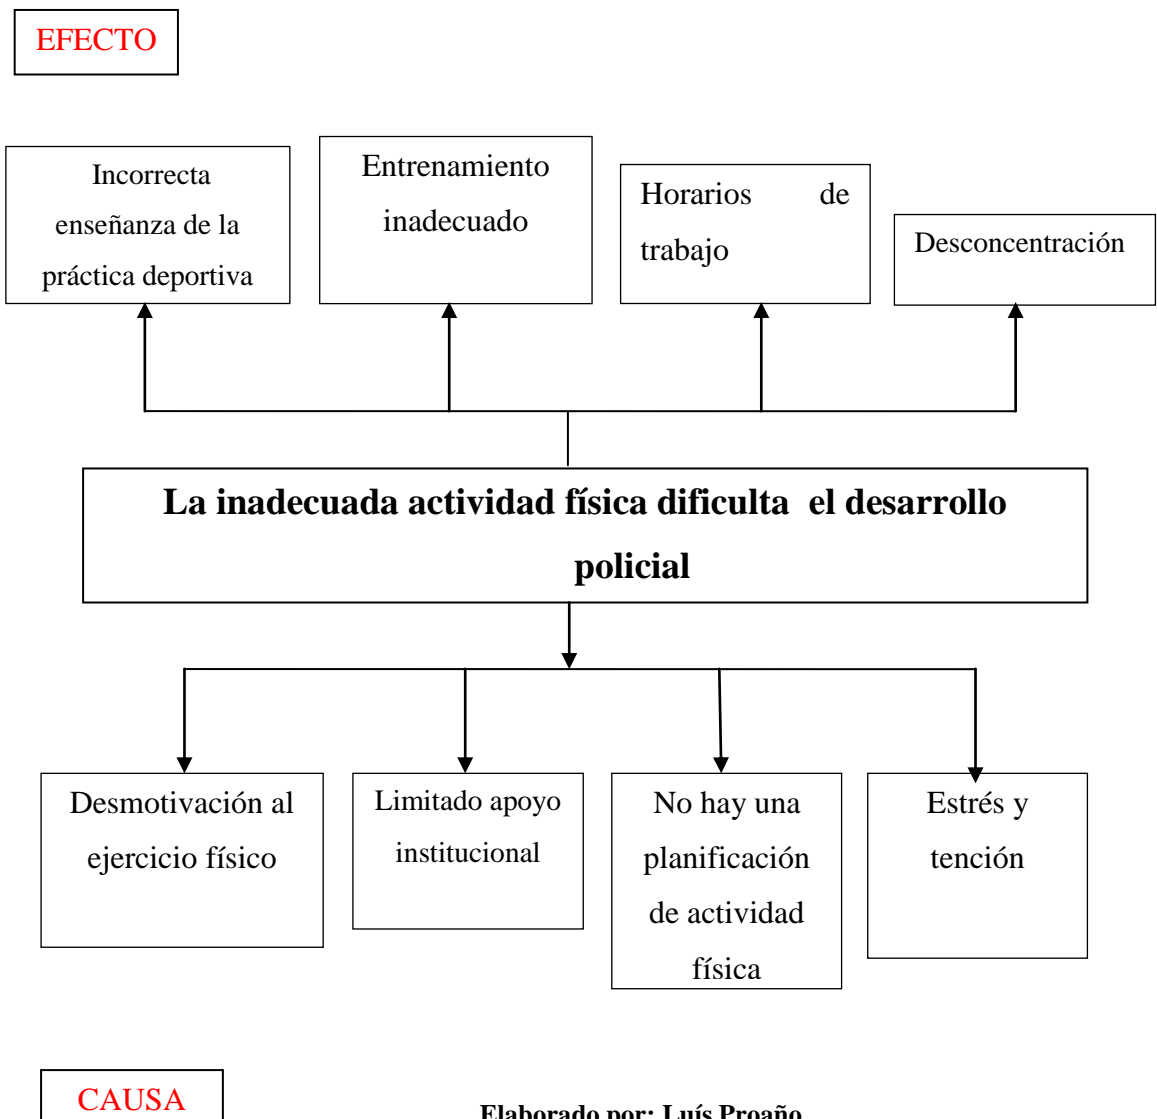 EFECTO
Incorrecta
enseñanza de la
práctica deportiva
Entrenamiento
inadecuado
Horarios de
trabajo
Desconcentración
La inadecuada actividad física dificulta el desarrollo
policial
Desmotivación al
ejercicio físico
Limitado apoyo
institucional
No hay una
planificación
de actividad
física
Estrés y
tención
CAUSA
Elaborado por: Luís Proaño